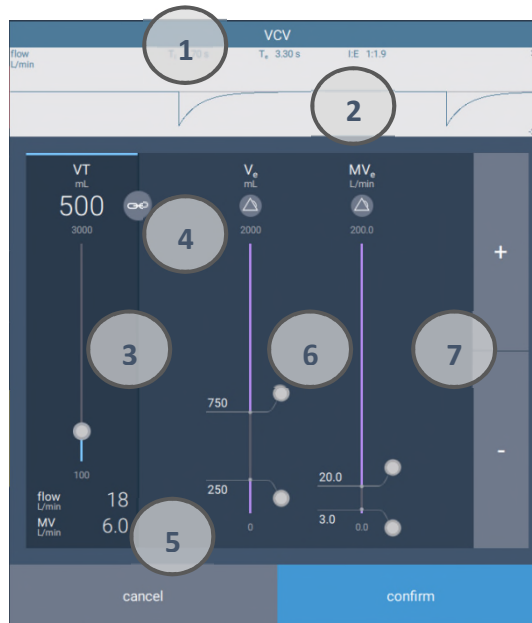 VCV
flow
L/min
1
Tₑ 3.30 s
I:E 1:1.9
2
VT
mL
500
3000
100
Vₑ
mL
2000
750
250
0
MVₑ
L/min
200.0
20.0
3.0
0.0
4
3
6
7
+
-
flow
L/min
18
MV
L/min
6.0
5
cancel
confirm